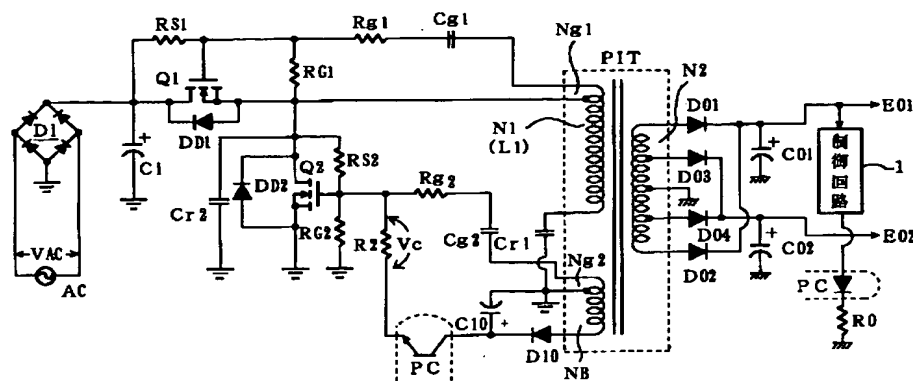 RS1
Rg1
Cg1
Ng1
PIT
N2
Q1
RG1
N1
(L1)
D01
E01
D1
DD1
C1
+
C01
+
制御回路
1
D03
Q2
RS2
DD2
Rg2
Cr2
RG2
R2
Vc
Cg2
Cr1
Ng2
D04
C02
+
E02
D02
VAC
AC
C10
+
D10
PC
NB
PC
R0